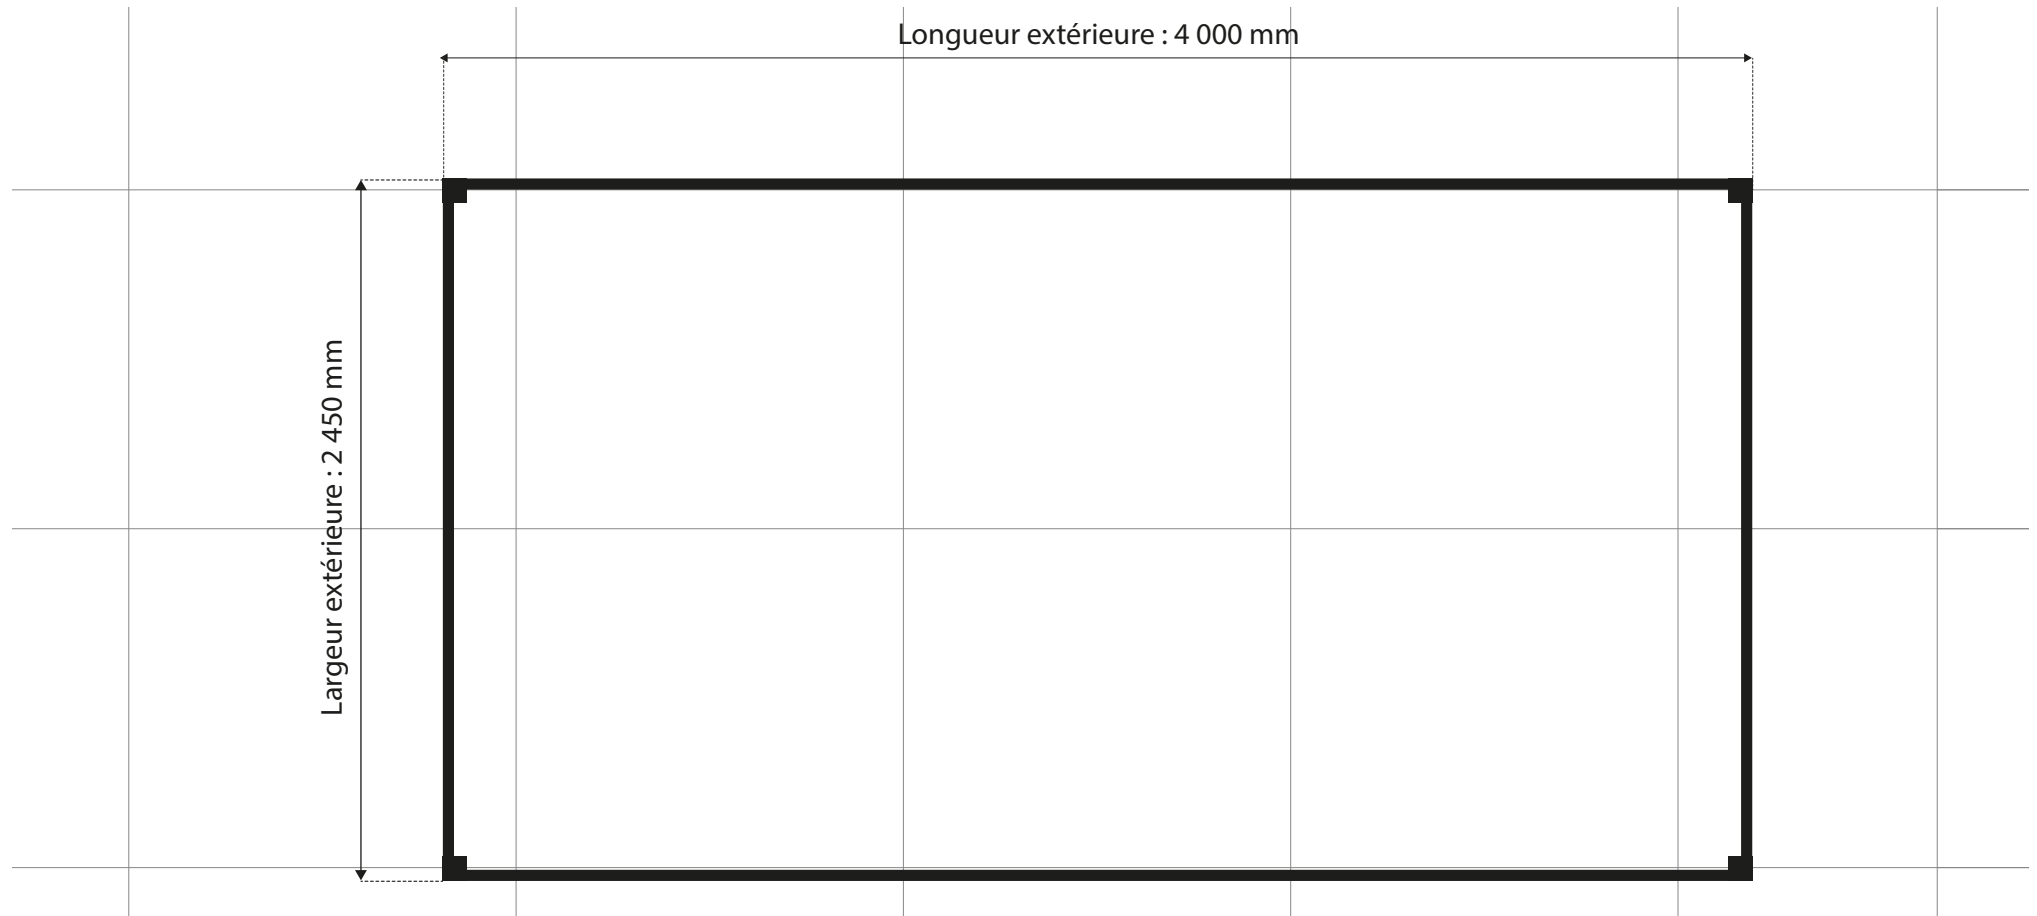 Longueur extérieure : 4 000 mm
Largeur extérieure : 2 450 mm